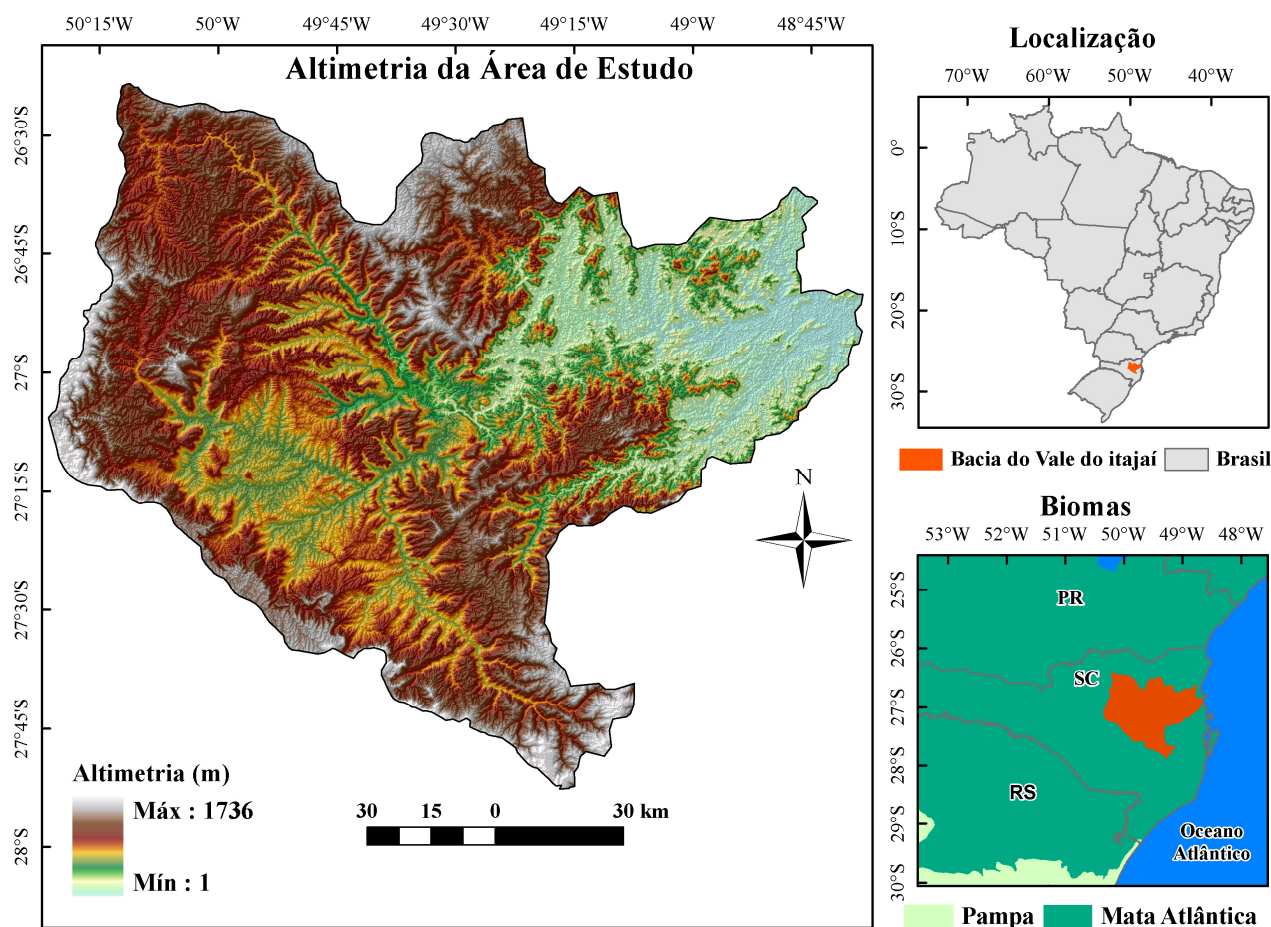 50°15'W 50°W 49°45'W 49°30'W 49°15'W 49°W 48°45'W
Altimetria da Área de Estudo
26°30'S
26°45'S
27°S
27°15'S
27°30'S
27°45'S
28°S
N
Altimetria (m)
Máx : 1736
Mín : 1
30 15 0 30 km
Localização
70°W 60°W 50°W 40°W
0°
10°S
20°S
30°S
Bacia do Vale do itajaí Brasil
Biomas
53°W 52°W 51°W 50°W 49°W 48°W
25°S
26°S
27°S
28°S
29°S
30°S
PR
SC
RS
Oceano
Atlântico
Pampa Mata Atlântica